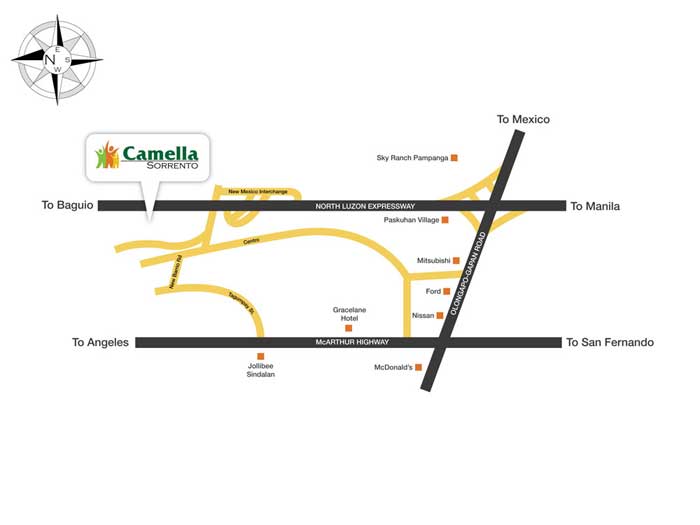 E
N
S
W
To Mexico
Camella
SORRENTO
Sky Ranch Pampanga
New Mexico Interchange
To Baguio
NORTH LUZON EXPRESSWAY
To Manila
Paskuhan Village
Centro
OLONGAPO-GAPAN ROAD
New Barrio Rd
Mitsubishi
Tagumpay St.
Ford
Gracelane
Hotel
Nissan
To Angeles
McARTHUR HIGHWAY
To San Fernando
Jollibee
Sindalan
McDonald's